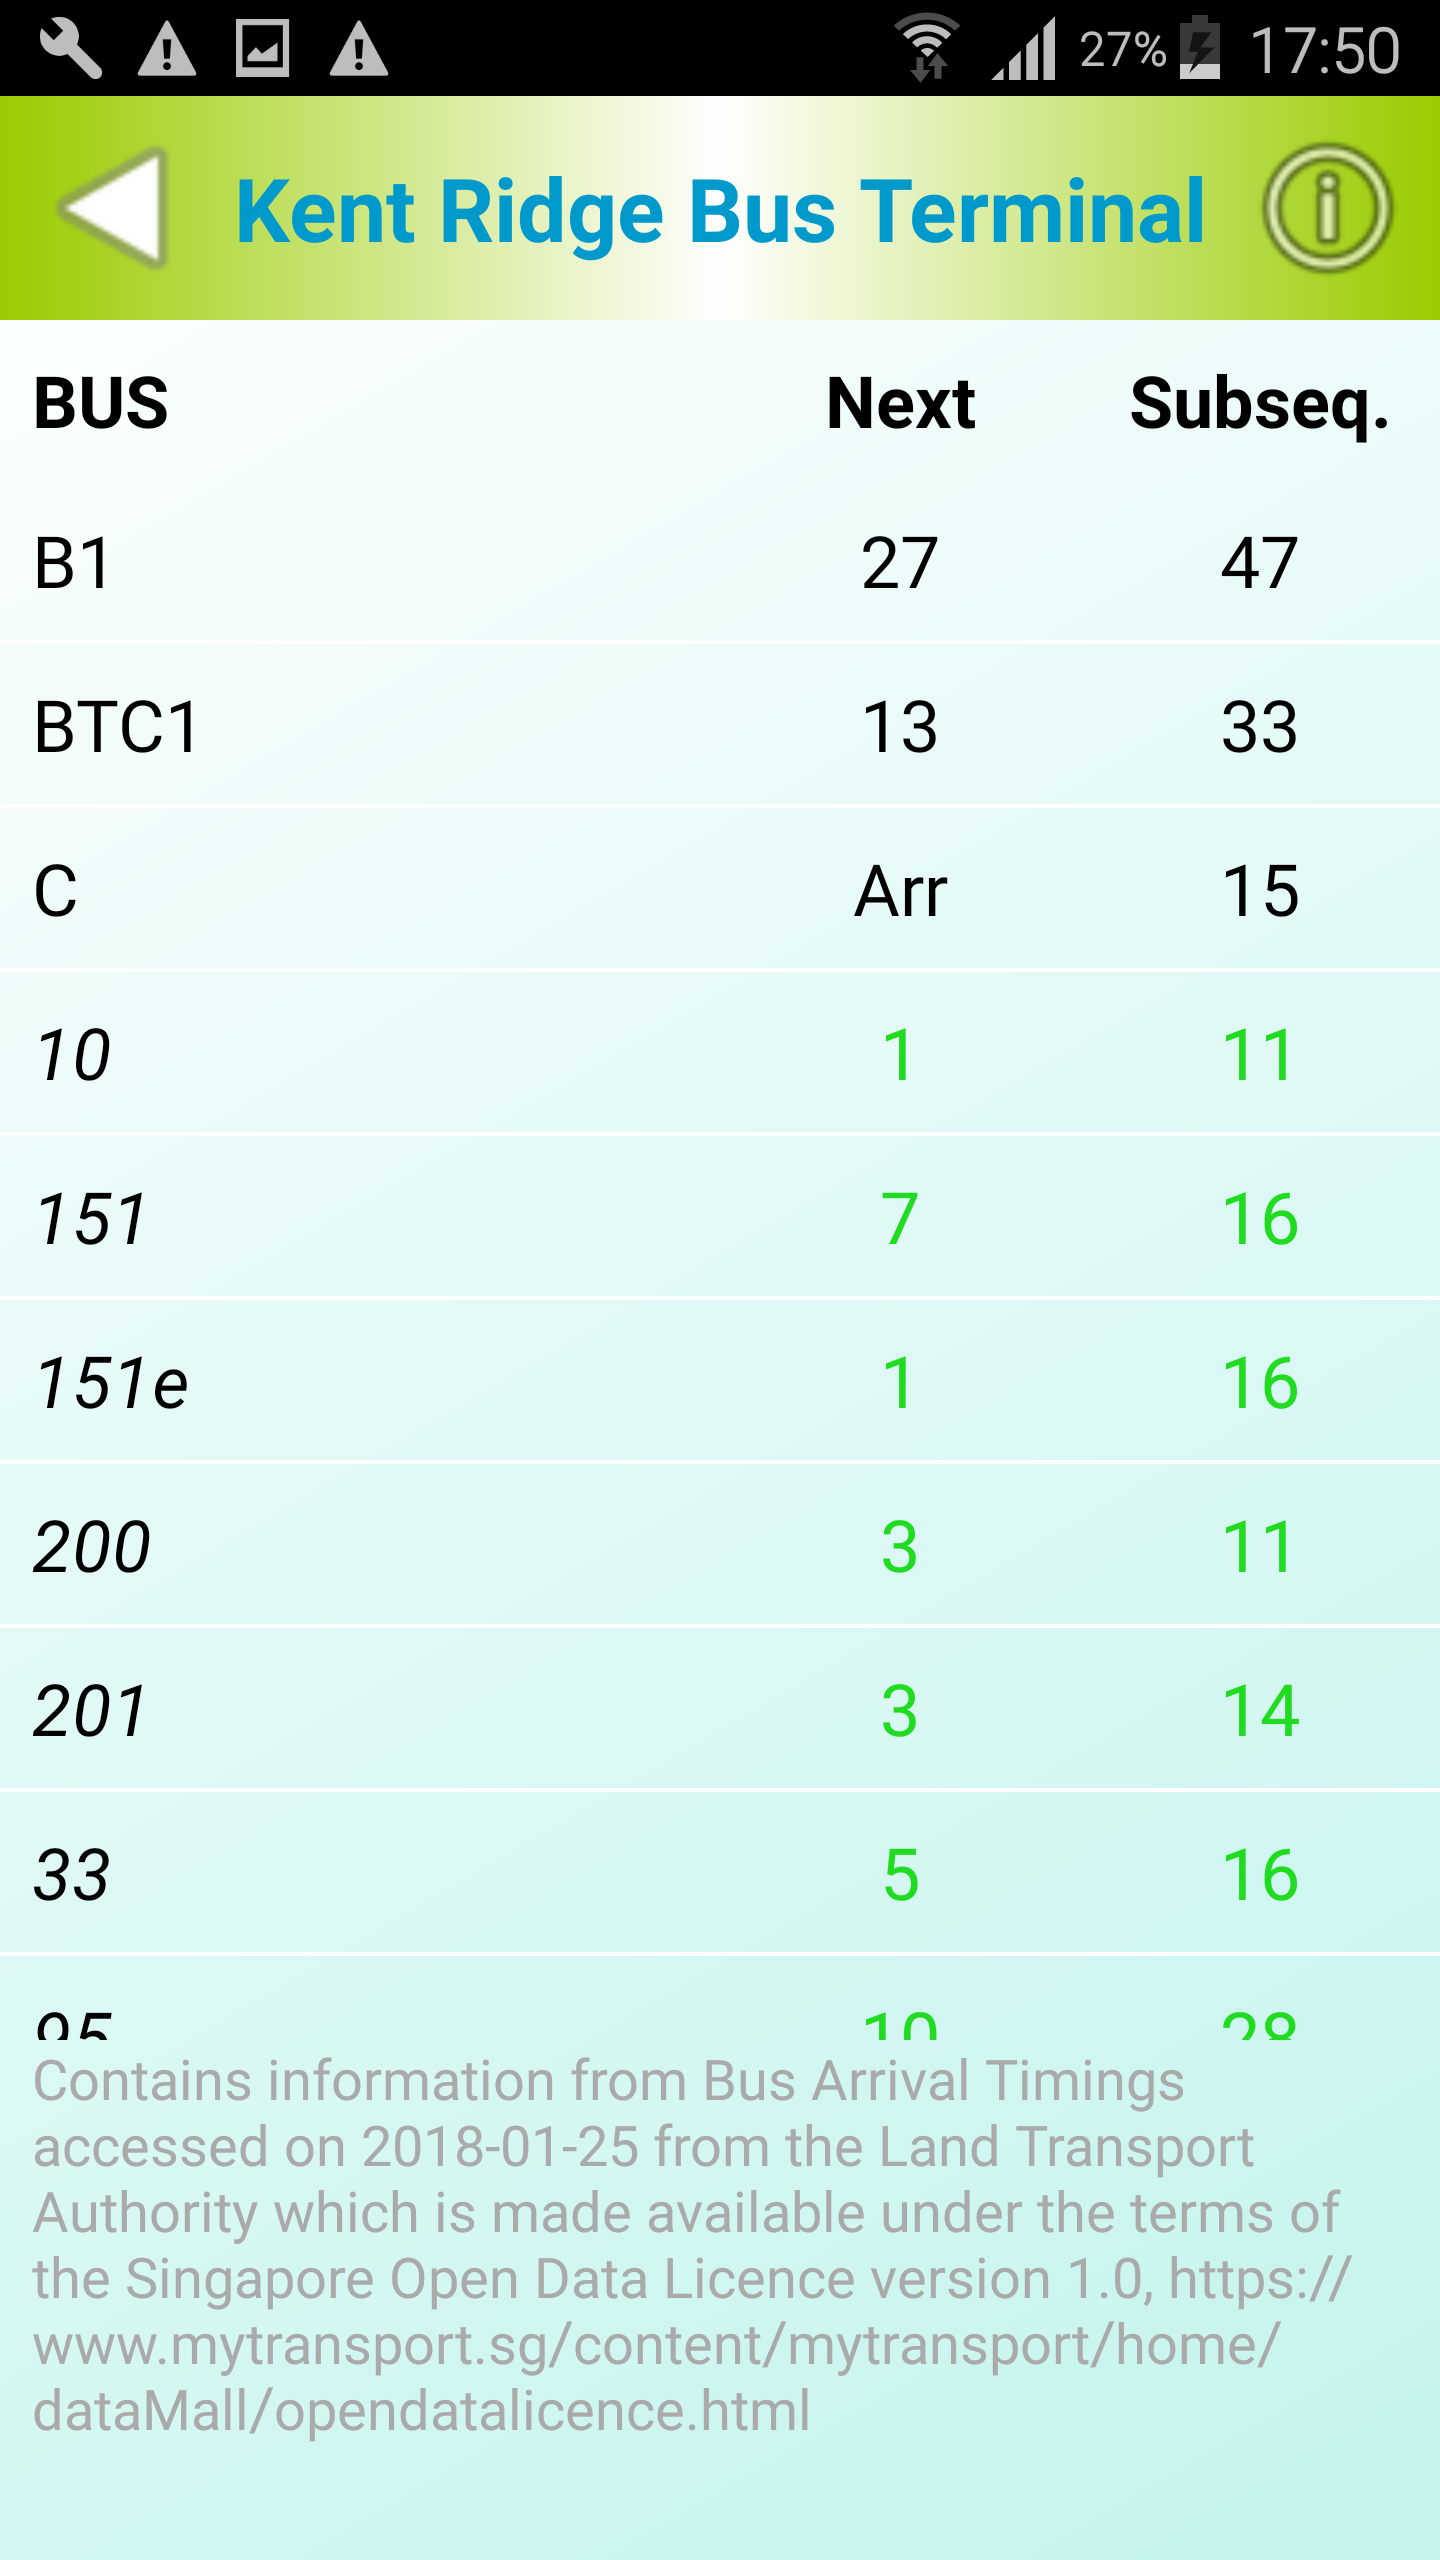 27% 17:50
Kent Ridge Bus Terminal
BUS Next Subseq.
B1 27 47
BTC1 13 33
C Arr 15
10 1 11
151 7 16
151e 1 16
200 3 11
201 3 14
33 5 16
95 10 28
Contains information from Bus Arrival Timings
accessed on 2018-01-25 from the Land Transport
Authority which is made available under the terms of
the Singapore Open Data Licence version 1.0, https://
www.mytransport.sg/content/mytransport/home/
dataMall/opendatalicence.html